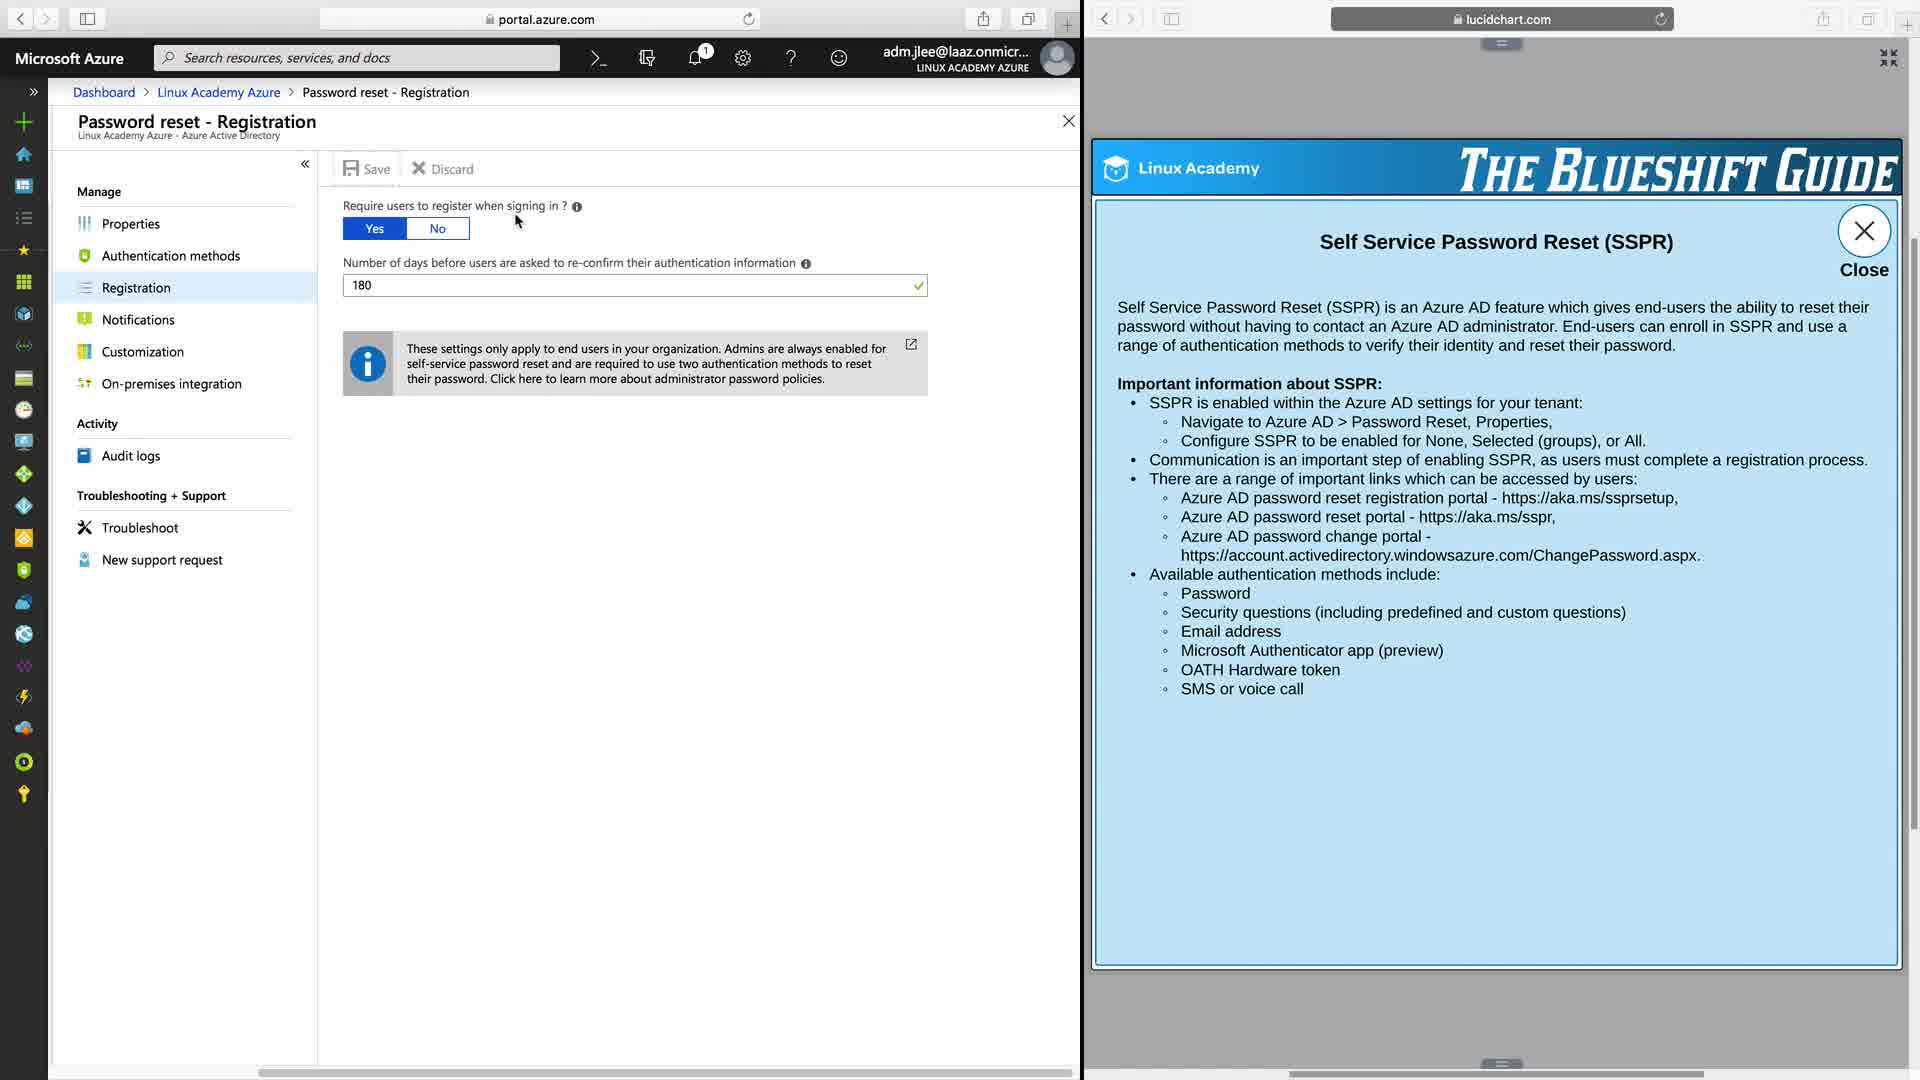 portal.azure.com
lucidchart.com
Microsoft Azure
Search resources, services, and docs
1
adm.jlee@laaz.onmicr...
LINUX ACADEMY AZURE
Dashboard > Linux Academy Azure > Password reset - Registration
Password reset - Registration
Linux Academy Azure - Azure Active Directory
Save
Discard
Manage
Properties
Authentication methods
Registration
Notifications
Customization
On-premises integration
Activity
Audit logs
Troubleshooting + Support
Troubleshoot
New support request
Require users to register when signing in ?
Yes
No
Number of days before users are asked to re-confirm their authentication information
180
These settings only apply to end users in your organization. Admins are always enabled for
self-service password reset and are required to use two authentication methods to reset
their password. Click here to learn more about administrator password policies.
Linux Academy
THE BLUESHIFT GUIDE
Self Service Password Reset (SSPR)
Close
Self Service Password Reset (SSPR) is an Azure AD feature which gives end-users the ability to reset their
password without having to contact an Azure AD administrator. End-users can enroll in SSPR and use a
range of authentication methods to verify their identity and reset their password.
Important information about SSPR:
• SSPR is enabled within the Azure AD settings for your tenant:
◦ Navigate to Azure AD > Password Reset, Properties,
◦ Configure SSPR to be enabled for None, Selected (groups), or All.
• Communication is an important step of enabling SSPR, as users must complete a registration process.
• There are a range of important links which can be accessed by users:
◦ Azure AD password reset registration portal - https://aka.ms/ssprsetup,
◦ Azure AD password reset portal - https://aka.ms/sspr,
◦ Azure AD password change portal -
https://account.activedirectory.windowsazure.com/ChangePassword.aspx.
• Available authentication methods include:
◦ Password
◦ Security questions (including predefined and custom questions)
◦ Email address
◦ Microsoft Authenticator app (preview)
◦ OATH Hardware token
◦ SMS or voice call